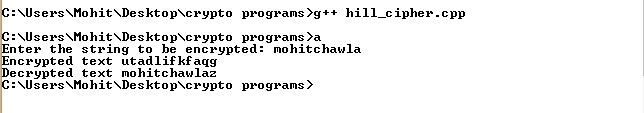 C:\Users\Mohit\Desktop\crypto programs>g++ hill_cipher.cpp
C:\Users\Mohit\Desktop\crypto programs>a
Enter the string to be encrypted: mohitchawla
Encrypted text utadlifkfaqg
Decrypted text mohitchawlaz
C:\Users\Mohit\Desktop\crypto programs>